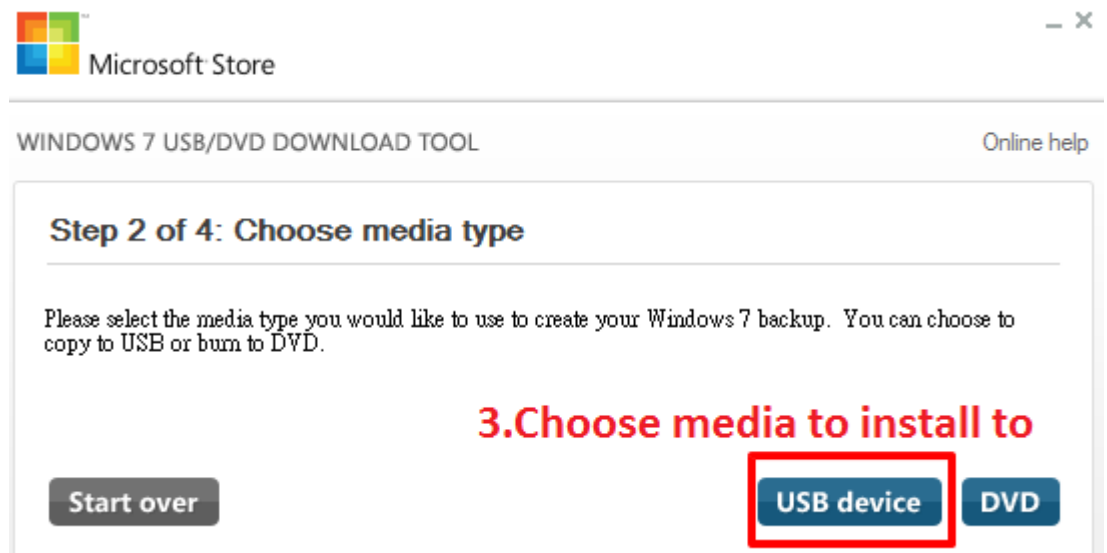 Microsoft Store
WINDOWS 7 USB/DVD DOWNLOAD TOOL
Online help
Step 2 of 4: Choose media type
Please select the media type you would like to use to create your Windows 7 backup. You can choose to
copy to USB or burn to DVD.
3.Choose media to install to
Start over
USB device
DVD